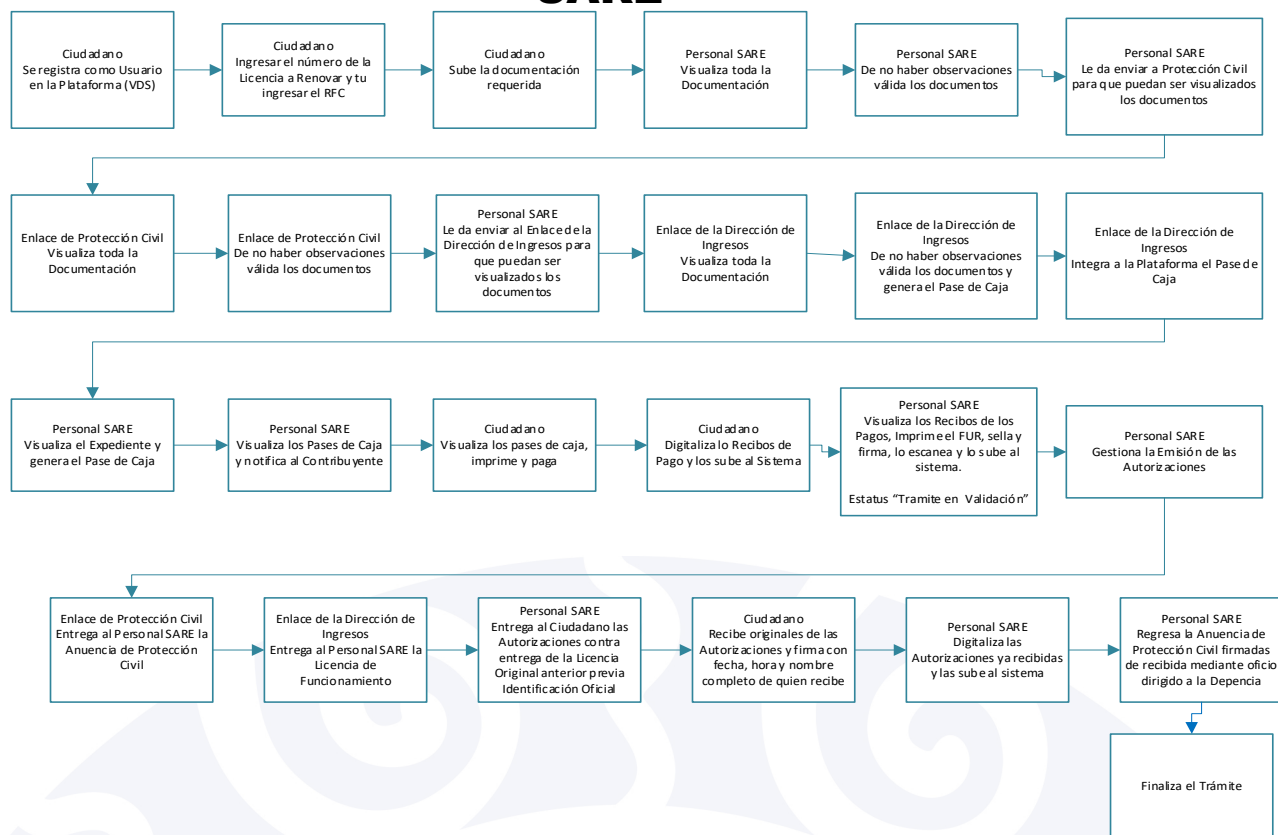 SARE
Ciudadano
Se registra como Usuario
en la Plataforma (VDS)
Ciudadano
Ingresar el número de la
Licencia a Renovar y tu
ingresar el RFC
Ciudadano
Sube la documentación
requerida
Personal SARE
Visualiza toda la
Documentación
Personal SARE
De no haber observaciones
válida los documentos
Personal SARE
Le da enviar a Protección Civil
para que puedan ser visualizados
los documentos
Enlace de Protección Civil
Visualiza toda la
Documentación
Enlace de Protección Civil
De no haber observaciones
válida los documentos
Personal SARE
Le da enviar al Enlace de la
Dirección de Ingresos para
que puedan ser
visualizados los
documentos
Enlace de la Dirección de
Ingresos
Visualiza toda la
Documentación
Enlace de la Dirección de
Ingresos
De no haber observaciones
válida los documentos y
genera el Pase de Caja
Enlace de la Dirección de
Ingresos
Integra a la Plataforma el Pase de
Caja
Personal SARE
Visualiza el Expediente y
genera el Pase de Caja
Personal SARE
Visualiza los Pases de Caja
y notifica al Contribuyente
Ciudadano
Visualiza los pases de caja,
imprime y paga
Ciudadano
Digitaliza lo Recibos de
Pago y los sube al Sistema
Personal SARE
Visualiza los Recibos de los
Pagos, Imprime el FUR, sella y
firma, lo escanea y lo sube al
sistema.
Estatus “Tramite en Validación”
Personal SARE
Gestiona la Emisión de las
Autorizaciones
Enlace de Protección Civil
Entrega al Personal SARE la
Anuencia de Protección
Civil
Enlace de la Dirección de
Ingresos
Entrega al Personal SARE la
Licencia de
Funcionamiento
Personal SARE
Entrega al Ciudadano las
Autorizaciones contra
entrega de la Licencia
Original anterior previa
Identificación Oficial
Ciudadano
Recibe originales de las
Autorizaciones y firma con
fecha, hora y nombre
completo de quien recibe
Personal SARE
Digitaliza las
Autorizaciones ya recibidas
y las sube al sistema
Personal SARE
Regresa la Anuencia de
Protección Civil firmadas
de recibida mediante oficio
dirigido a la Depencia
Finaliza el Trámite